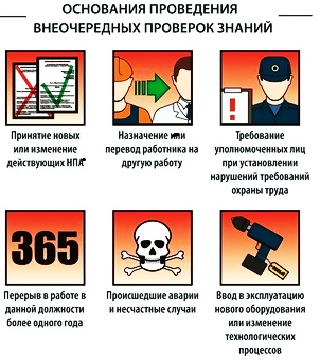 ОСНОВАНИЯ ПРОВЕДЕНИЯ
ВНЕОЧЕРЕДНЫХ ПРОВЕРОК ЗНАНИЙ
Принятие новых
или изменение
действующих НПА*
Назначение или
перевод работника на
другую работу
Требование
уполномоченных лиц
при установлении
нарушений требований
охраны труда
365
Перерыв в работе в
данной должности
более одного года
Происшедшие аварии
и несчастные случаи
Ввод в эксплуатацию
нового оборудования
или изменение
технологических
процессов